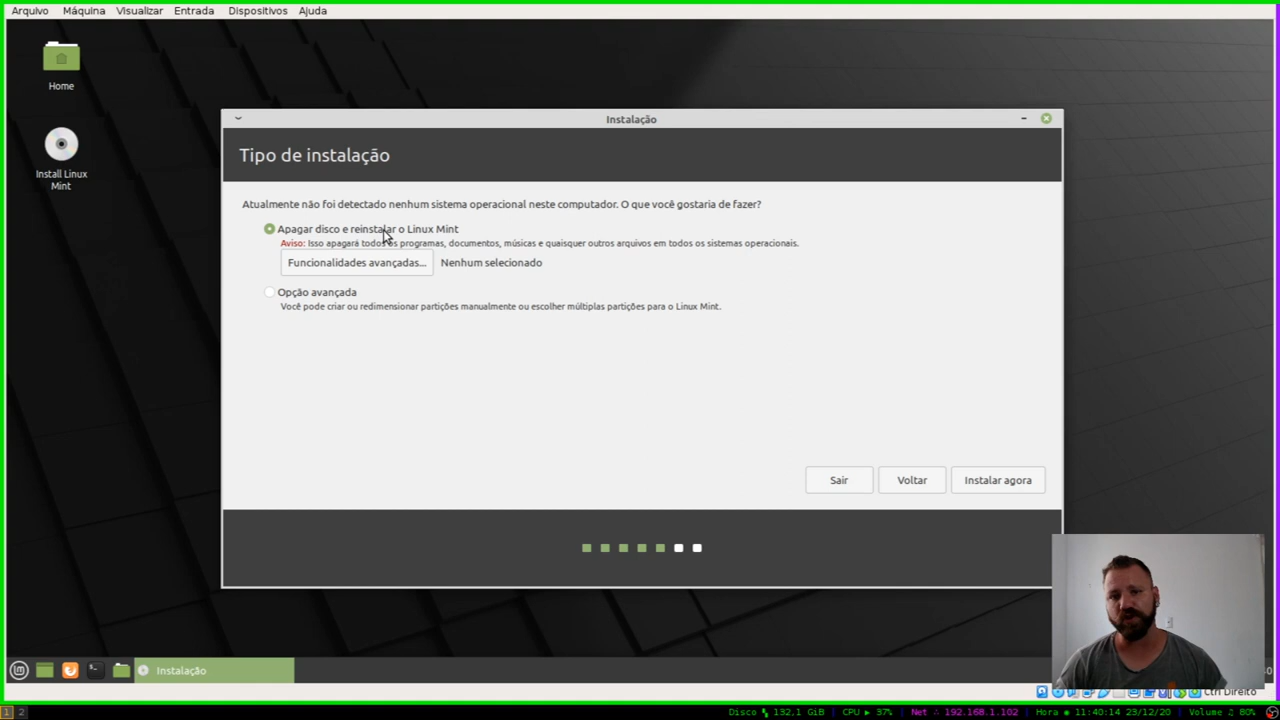 Arquivo Máquina Visualizar Entrada Dispositivos Ajuda
Home
Install Linux
Mint
Instalação
Tipo de instalação
Atualmente não foi detectado nenhum sistema operacional neste computador. O que você gostaria de fazer?
Apagar disco e reinstalar o Linux Mint
Aviso: Isso apagará todos os programas, documentos, músicas e quaisquer outros arquivos em todos os sistemas operacionais.
Funcionalidades avançadas... Nenhum selecionado
Opção avançada
Você pode criar ou redimensionar partições manualmente ou escolher múltiplas partições para o Linux Mint.
Sair Voltar Instalar agora
Instalação
Ctrl Direito
1 2 Disco 132,1 GiB CPU 37% Net 192.168.1.102 Hora 11:40:14 23/12/20 Volume 80%